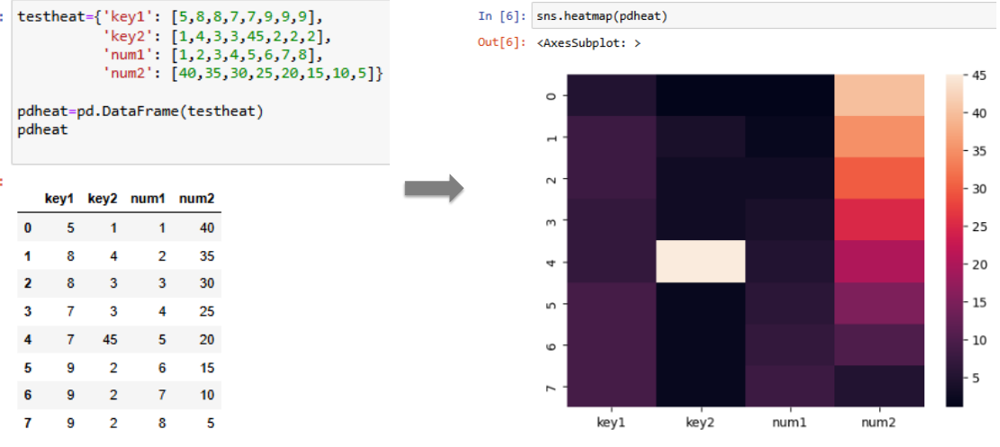 testheat={'key1': [5,8,8,7,7,9,9,9],
'key2': [1,4,3,3,45,2,2,2],
'num1': [1,2,3,4,5,6,7,8],
'num2': [40,35,30,25,20,15,10,5]}
pdheat=pd.DataFrame(testheat)
pdheat
key1 key2 num1 num2
0 5 1 1 40
1 8 4 2 35
2 8 3 3 30
3 7 3 4 25
4 7 45 5 20
5 9 2 6 15
6 9 2 7 10
7 9 2 8 5
In [6]: sns.heatmap(pdheat)
Out[6]: <AxesSubplot: >
0
1
2
3
4
5
6
7
key1 key2 num1 num2
45
40
35
30
25
20
15
10
5